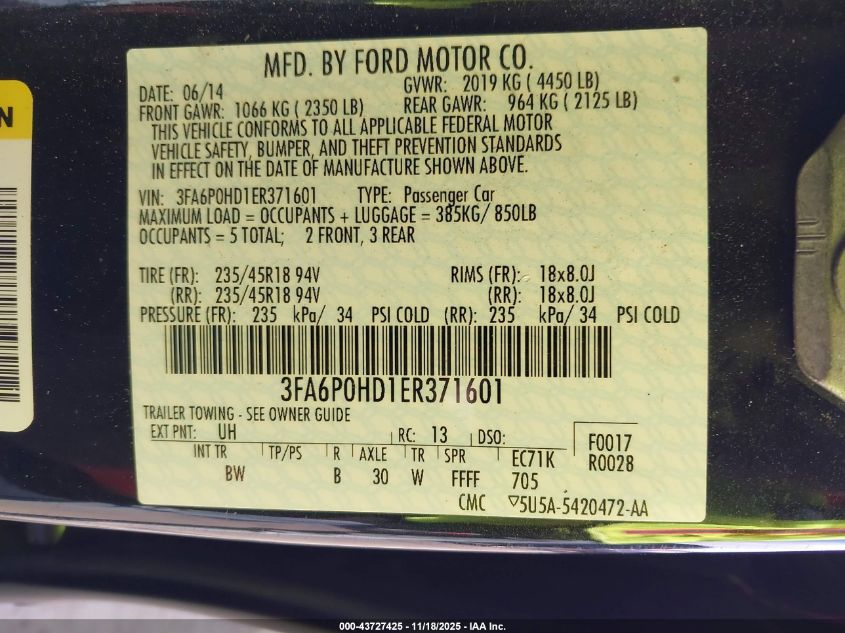 N
MFD. BY FORD MOTOR CO.
DATE: 06/14 GVWR: 2019 KG ( 4450 LB)
FRONT GAWR: 1066 KG ( 2350 LB) REAR GAWR: 964 KG ( 2125 LB)
THIS VEHICLE CONFORMS TO ALL APPLICABLE FEDERAL MOTOR
VEHICLE SAFETY, BUMPER, AND THEFT PREVENTION STANDARDS
IN EFFECT ON THE DATE OF MANUFACTURE SHOWN ABOVE.
VIN: 3FA6P0HD1ER371601 TYPE: Passenger Car
MAXIMUM LOAD = OCCUPANTS + LUGGAGE = 385KG/ 850LB
OCCUPANTS = 5 TOTAL; 2 FRONT, 3 REAR
TIRE (FR): 235/45R18 94V RIMS (FR): 18x8.0J
(RR): 235/45R18 94V (RR): 18x8.0J
PRESSURE (FR): 235 kPa/ 34 PSI COLD (RR): 235 kPa/ 34 PSI COLD
3FA6P0HD1ER371601
TRAILER TOWING - SEE OWNER GUIDE
EXT PNT: UH RC: 13 DSO: F0017
INT TR TP/PS R AXLE TR SPR EC71K R0028
BW B 30 W FFFF 705
CMC 5U5A-5420472-AA
000-43727425 - 11/18/2025 - IAA Inc.